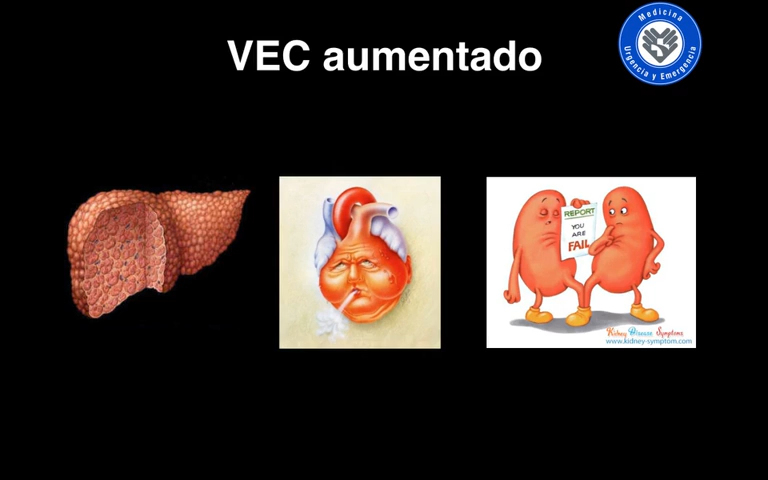 VEC aumentado
Medicina
Urgencia y Emergencia
REPORT
YOU
ARE
FAIL
Kidney Disease Symptoms
www.kidney-symptom.com